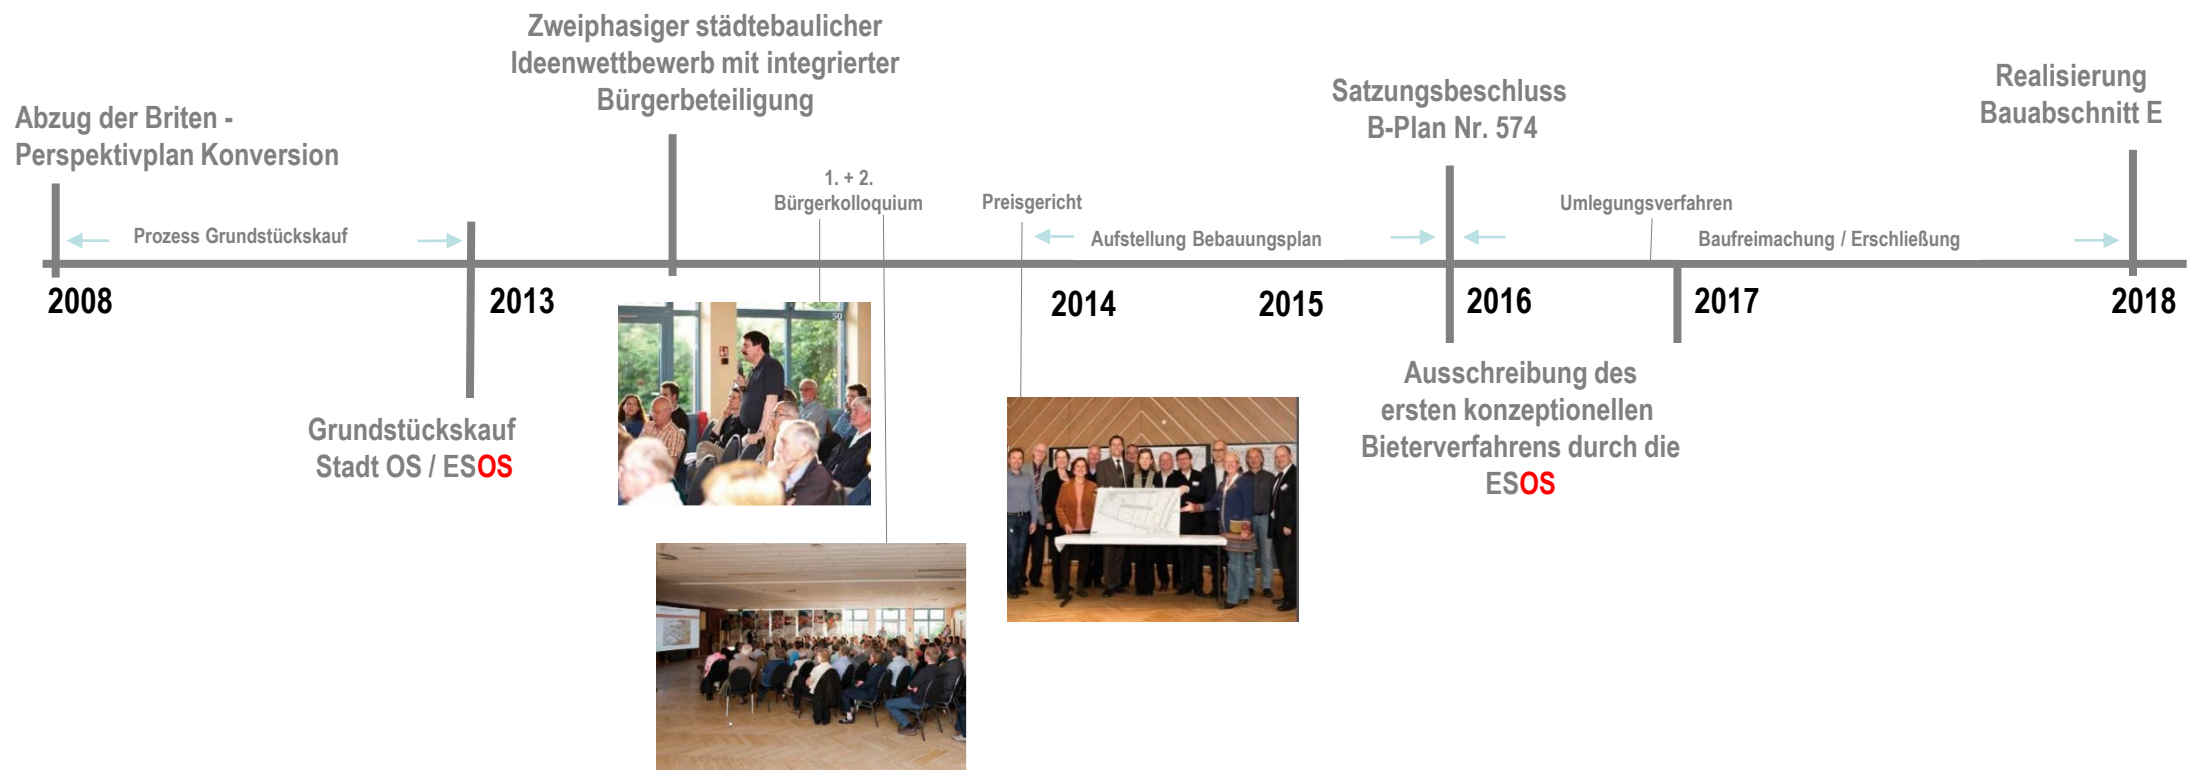 Zweiphasiger städtebaulicher
Ideenwettbewerb mit integrierter
Bürgerbeteiligung
Abzug der Briten -
Perspektivplan Konversion
Satzungsbeschluss
B-Plan Nr. 574
Realisierung
Bauabschnitt E
1. + 2.
Bürgerkolloquium
Preisgericht
Umlegungsverfahren
Prozess Grundstückskauf
Aufstellung Bebauungsplan
Baufreimachung / Erschließung
2008
2013
2014
2015
2016
2017
2018
50
Grundstückskauf
Stadt OS / ESOS
Ausschreibung des
ersten konzeptionellen
Bieterverfahrens durch die
ESOS